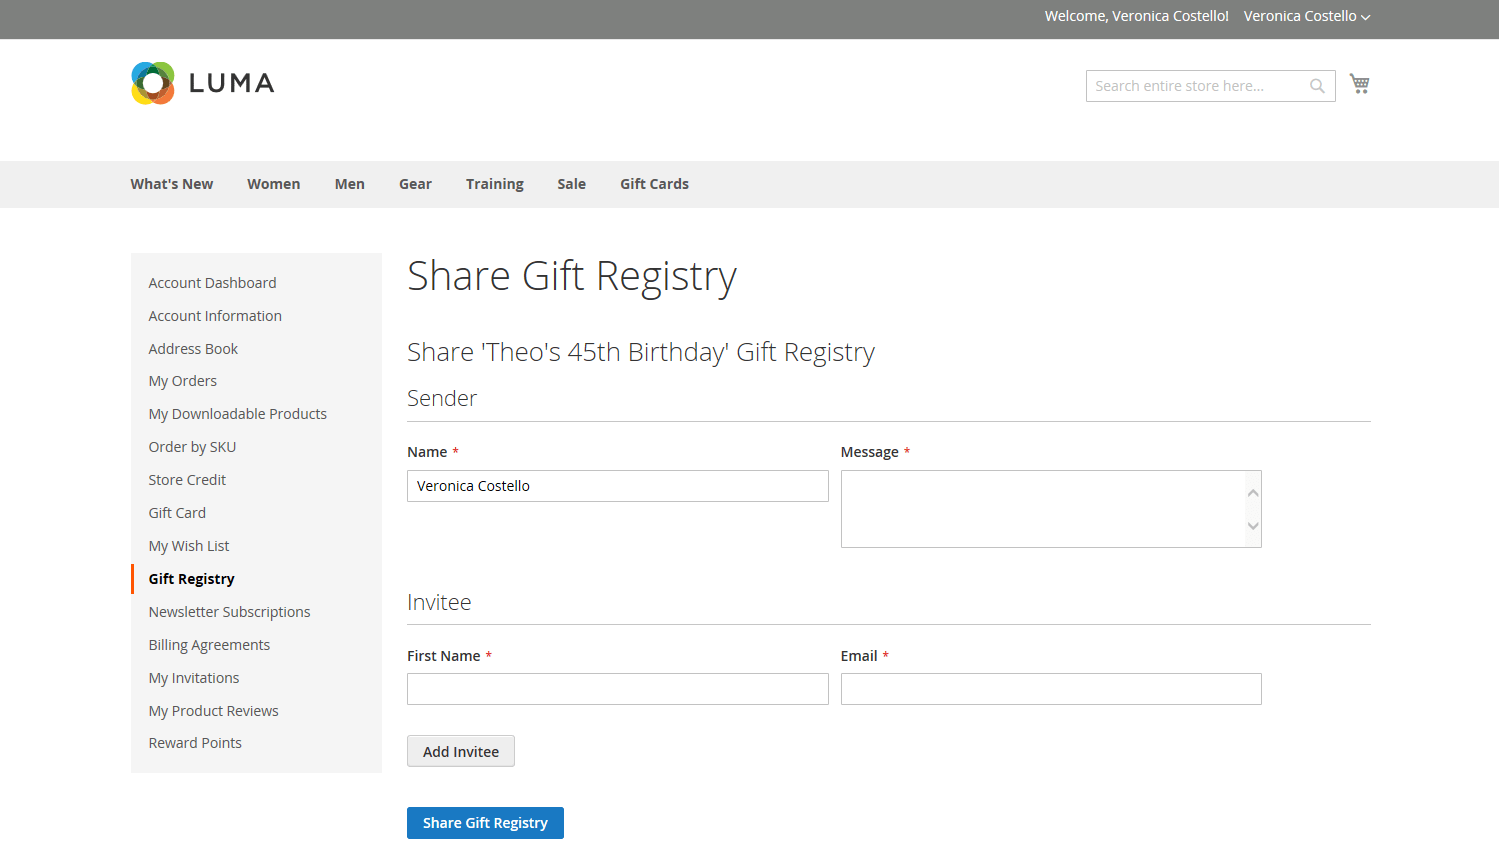 Welcome, Veronica Costello! Veronica Costello
LUMA
Search entire store here...
What's New Women Men Gear Training Sale Gift Cards
Account Dashboard
Account Information
Address Book
My Orders
My Downloadable Products
Order by SKU
Store Credit
Gift Card
My Wish List
Gift Registry
Newsletter Subscriptions
Billing Agreements
My Invitations
My Product Reviews
Reward Points
Share Gift Registry
Share 'Theo's 45th Birthday' Gift Registry
Sender
Name * Message *
Veronica Costello
Invitee
First Name * Email *
Add Invitee
Share Gift Registry